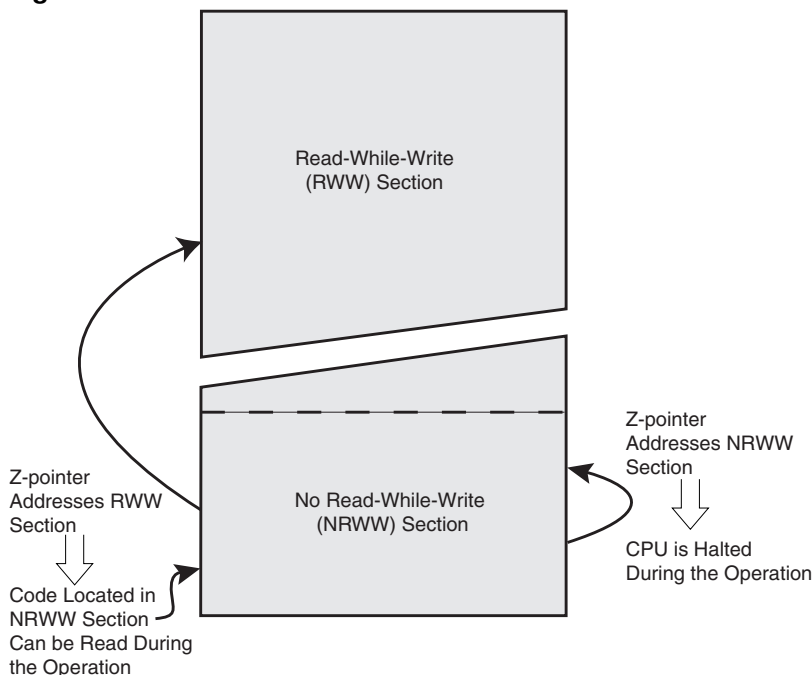 Read-While-Write
(RWW) Section
Z-pointer
Addresses NRWW
Section
CPU is Halted
During the Operation
No Read-While-Write
(NRWW) Section
Z-pointer
Addresses RWW
Section
Code Located in
NRWW Section
Can be Read During
the Operation